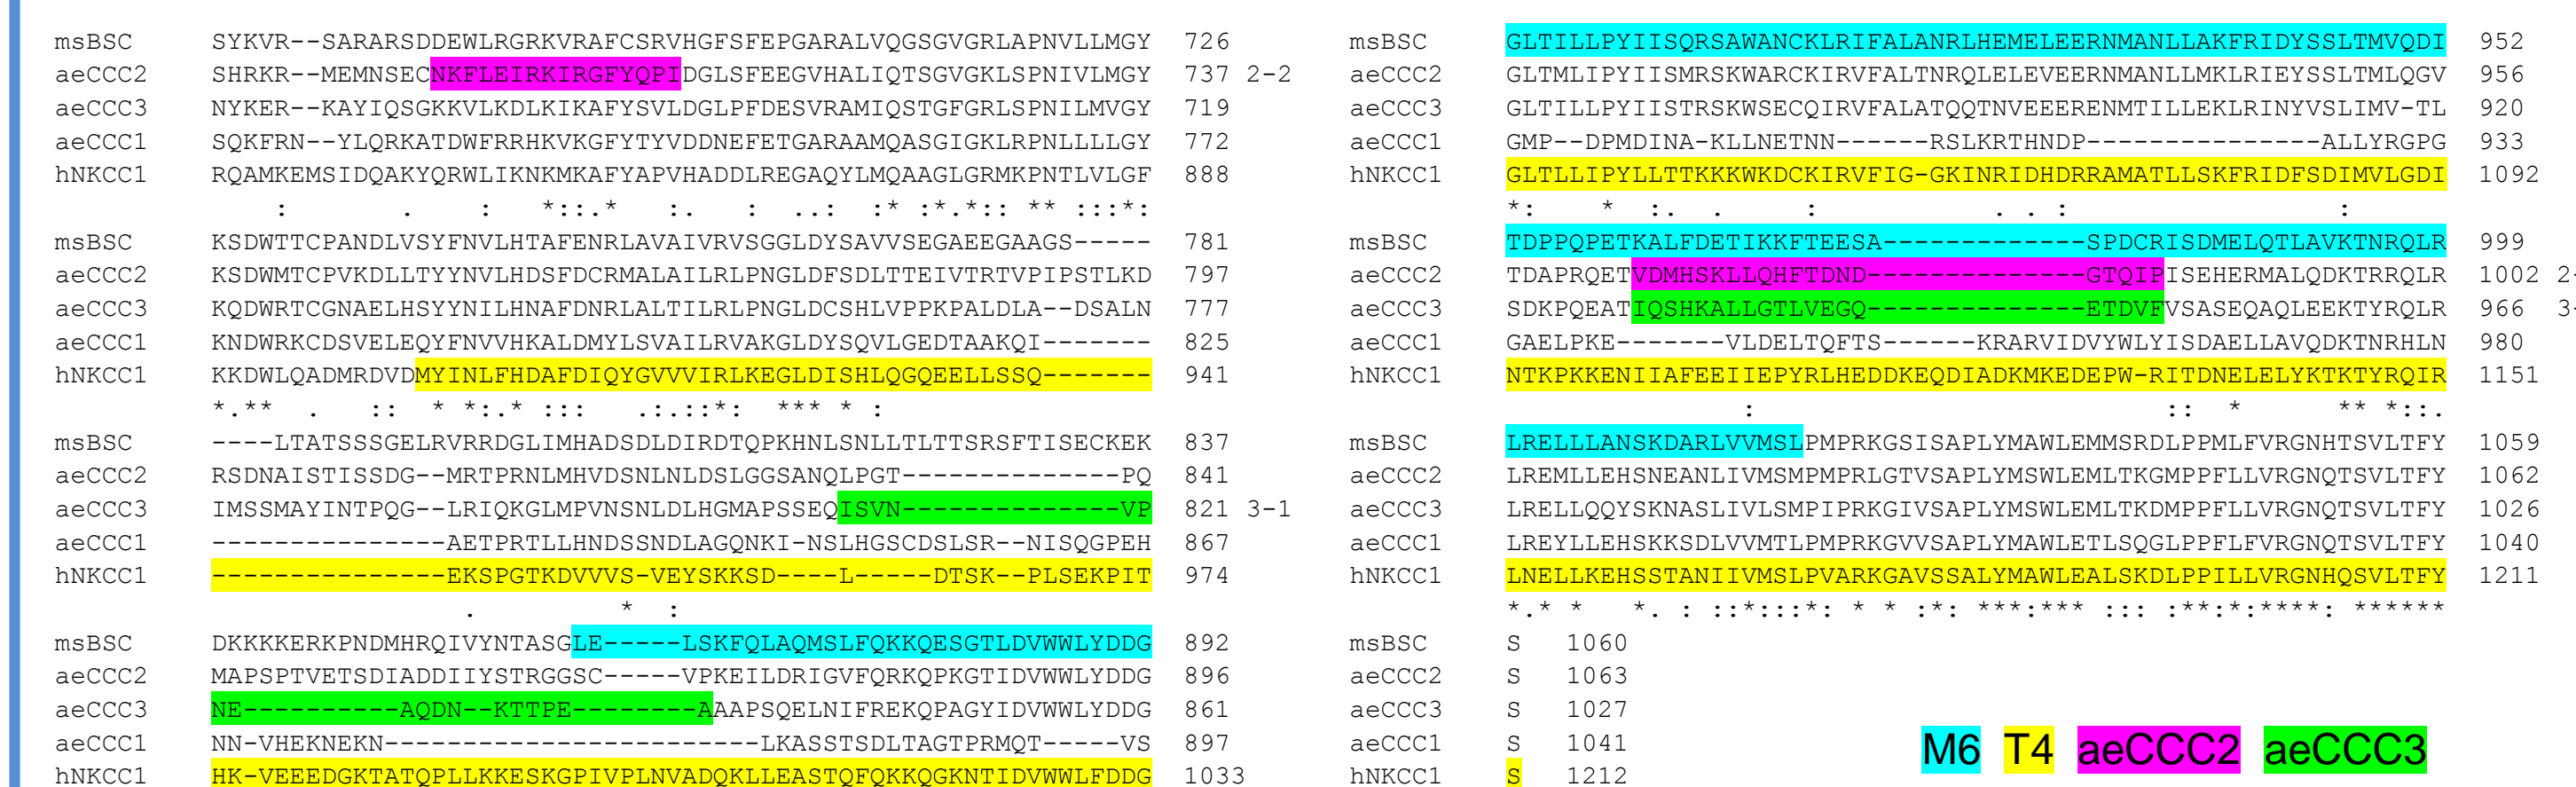 msBSC SYKVR--SARARSDDEWLRGRKVRAFCSRVHGFSFEPGARALVQGSGVGRLAPNVLLMGY 726
aeCCC2 SHRKR--MEMNSECNKFLEIRKIRGFYQPIDGLSFEEGVHALIQTSGVGKLSPNIVLMGY 737 2-2
aeCCC3 NYKER--KAYIQSGKKVLKDLKIKAFYSVLDGLPFDESVRAMIQSTGFGRLSPNILMVGY 719
aeCCC1 SQKFRN--YLQRKATDWFRRHKVKGFYTYVDDNEFETGARAAMQASGIGKLRPNLLLLGY 772
hNKCC1 RQAMKEMSIDQAKYQRWLIKNKMKAFYAPVHADDLREGAQYLMQAAGLGRMKPNTLVLGF 888
: . : *::.* :. : ..: :* :*.*:: ** :::*:
msBSC KSDWTTCPANDLVSYFNVLHTAFENRLAVAIVRVSGGLDYSAVVSEGAEEGAAGS----- 781
aeCCC2 KSDWMTCPVKDLLTYYNVLHDSFDCRMALAILRLPNGLDFSDLTTEIVTRTVPIPSTLKD 797
aeCCC3 KQDWRTCGNAELHSYYNILHNAFDNRLALTILRLPNGLDCSHLVPPKPALDLA--DSALN 777
aeCCC1 KNDWRKCDSVELEQYFNVVHKALDMYLSVAILRVAKGLDYSQVLGEDTAAKQI------- 825
hNKCC1 KKDWLQADMRDVDMYINLFHDAFDIQYGVVVIRLKEGLDISHLQGQEELLSSQ------- 941
*.** . :: * *:.* ::: .:.::*: *** * :
msBSC ----LTATSSSGELRVRRDGLIMHADSDLDIRDTQPKHNLSNLLTLTTSRSFTISECKEK 837
aeCCC2 RSDNAISTISSDG--MRTPRNLMHVDSNLNLDSLGGSANQLPGT--------------PQ 841
aeCCC3 IMSSMAYINTPQG--LRIQKGLMPVNSNLDLHGMAPSSEQISVN--------------VP 821 3-1
aeCCC1 ---------------AETPRTLLHNDSSNDLAGQNKI-NSLHGSCDSLSR--NISQGPEH 867
hNKCC1 ---------------EKSPGTKDVVVS-VEYSKKSD----L-----DTSK--PLSEKPIT 974
. * :
msBSC DKKKKERKPNDMHRQIVYNTASGLE-----LSKFQLAQMSLFQKKQESGTLDVWWLYDDG 892
aeCCC2 MAPSPTVETSDIADDIIYSTRGGSC-----VPKEILDRIGVFQRKQPKGTIDVWWLYDDG 896
aeCCC3 NE----------AQDN--KTTPE--------AAAPSQELNIFREKQPAGYIDVWWLYDDG 861
aeCCC1 NN-VHEKNEKN------------------------LKASSTSDLTAGTPRMQT-----VS 897
hNKCC1 HK-VEEEDGKTATQPLLKKESKGPIVPLNVADQKLLEASTQFQKKQGKNTIDVWWLFDDG 1033
msBSC GLTILLPYIISQRSAWANCKLRIFALANRLHEMELEERNMANLLAKFRIDYSSLTMVQDI 952
aeCCC2 GLTMLIPYIISMRSKWARCKIRVFALTNRQLELEVEERNMANLLMKLRIEYSSLTMLQGV 956
aeCCC3 GLTILLPYIISTRSKWSECQIRVFALATQQTNVEEERENMTILLEKLRINYVSLIMV-TL 920
aeCCC1 GMP--DPMDINA-KLLNETNN------RSLKRTHNDP---------------ALLYRGPG 933
hNKCC1 GLTLLIPYLLTTKKKWKDCKIRVFIG-GKINRIDHDRRAMATLLSKFRIDFSDIMVLGDI 1092
*: * :. . : . . : :
msBSC TDPPQPETKALFDETIKKFTEESA-------------SPDCRISDMELQTLAVKTNRQLR 999
aeCCC2 TDAPRQETVDMHSKLLQHFTDND--------------GTQIPISEHERMALQDKTRRQLR 1002 2-
aeCCC3 SDKPQEATIQSHKALLGTLVEGQ--------------ETDVFVSASEQAQLEEKTYRQLR 966 3-
aeCCC1 GAELPKE-------VLDELTQFTS------KRARVIDVYWLYISDAELLAVQDKTNRHLN 980
hNKCC1 NTKPKKENIIAFEEIIEPYRLHEDDKEQDIADKMKEDEPW-RITDNELELYKTKTYRQIR 1151
: :: * ** *::.
msBSC LRELLLANSKDARLVVMSLPMPRKGSISAPLYMAWLEMMSRDLPPMLFVRGNHTSVLTFY 1059
aeCCC2 LREMLLEHSNEANLIVMSMPMPRLGTVSAPLYMSWLEMLTKGMPPFLLVRGNQTSVLTFY 1062
aeCCC3 LRELLQQYSKNASLIVLSMPIPRKGIVSAPLYMSWLEMLTKDMPPFLLVRGNQTSVLTFY 1026
aeCCC1 LREYLLEHSKKSDLVVMTLPMPRKGVVSAPLYMAWLETLSQGLPPFLFVRGNQTSVLTFY 1040
hNKCC1 LNELLKEHSSTANIIVMSLPVARKGAVSSALYMAWLEALSKDLPPILLVRGNHQSVLTFY 1211
*.* * *. : ::*:::*: * * :*: ***:*** ::: :**:*:****: ******
msBSC S 1060
aeCCC2 S 1063
aeCCC3 S 1027
aeCCC1 S 1041
hNKCC1 S 1212
M6 T4 aeCCC2 aeCCC3